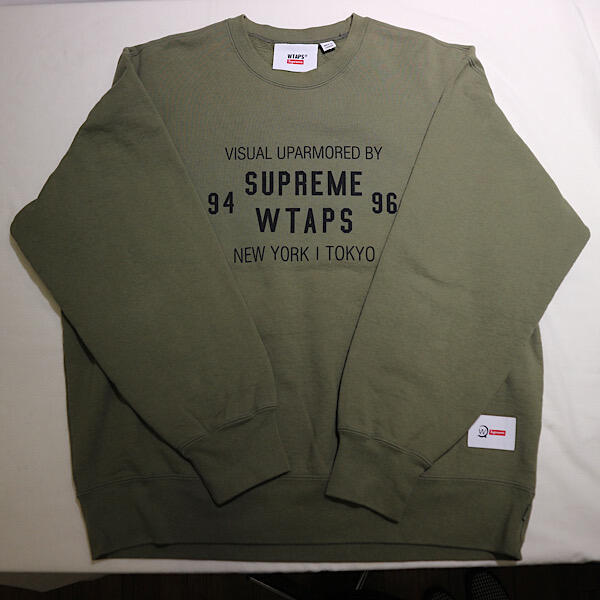 WTAPS®
Supreme
VISUAL UPARMORED BY
94 SUPREME 96
WTAPS
NEW YORK I TOKYO
W Supreme